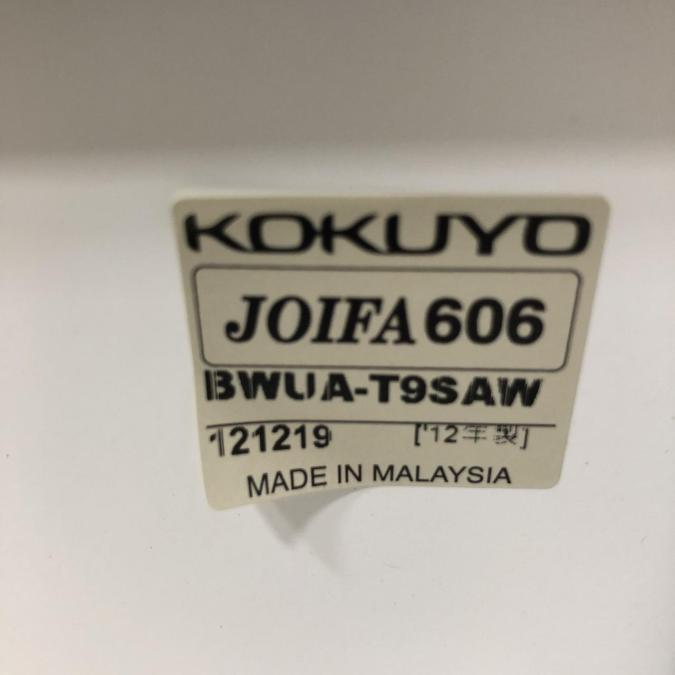 KOKUYO
JOIFA 606
BWUA-T9SAW
121219 ['12年製]
MADE IN MALAYSIA